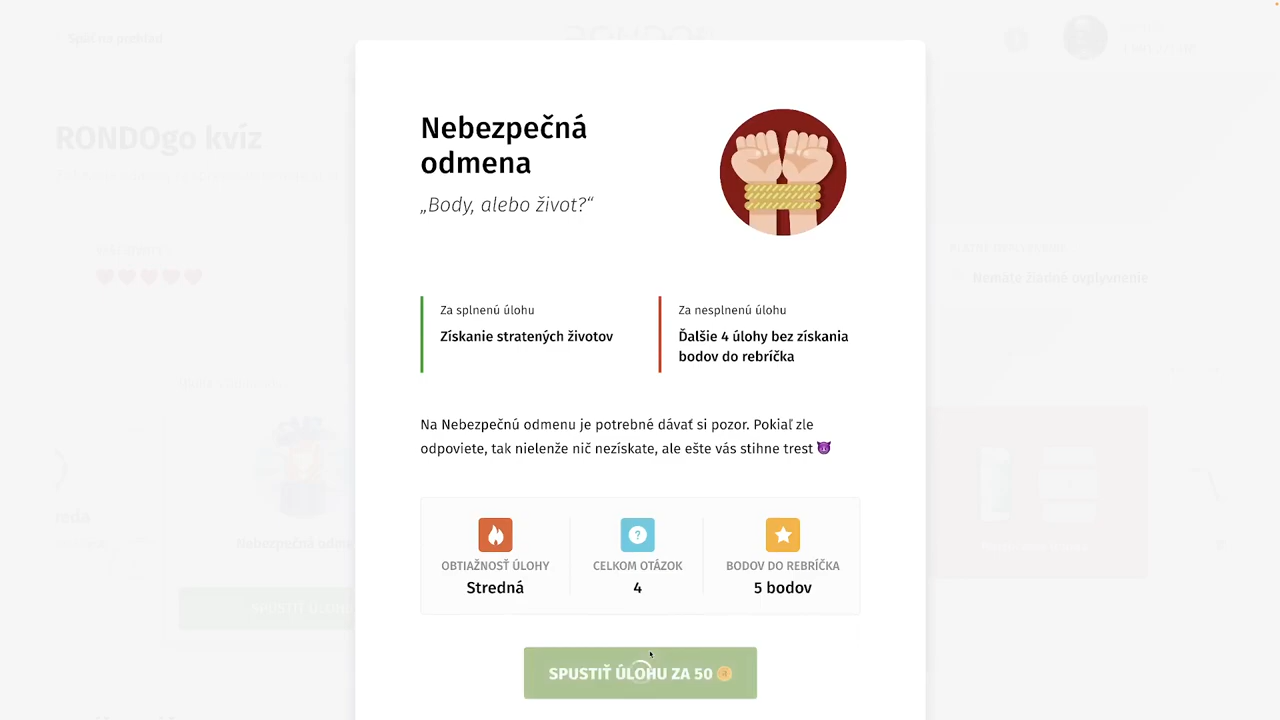 Späť na prehľad
RONDOgo kvíz
Nebezpečná
odmena
„Body, alebo život?“
Nemáte žiadne ovplyvnenie
Za splnenú úlohu
Získanie stratených životov
Za nesplnenú úlohu
Ďalšie 4 úlohy bez získania
bodov do rebríčka
Na Nebezpečnú odmenu je potrebné dávať si pozor. Pokiaľ zle
odpoviete, tak nielenže nič nezískate, ale ešte vás stihne trest
OBTIAŽNOSŤ ÚLOHY
Stredná
CELKOM OTÁZOK
4
BODOV DO REBRÍČKA
5 bodov
SPUSTIŤ ÚLOHU ZA 50